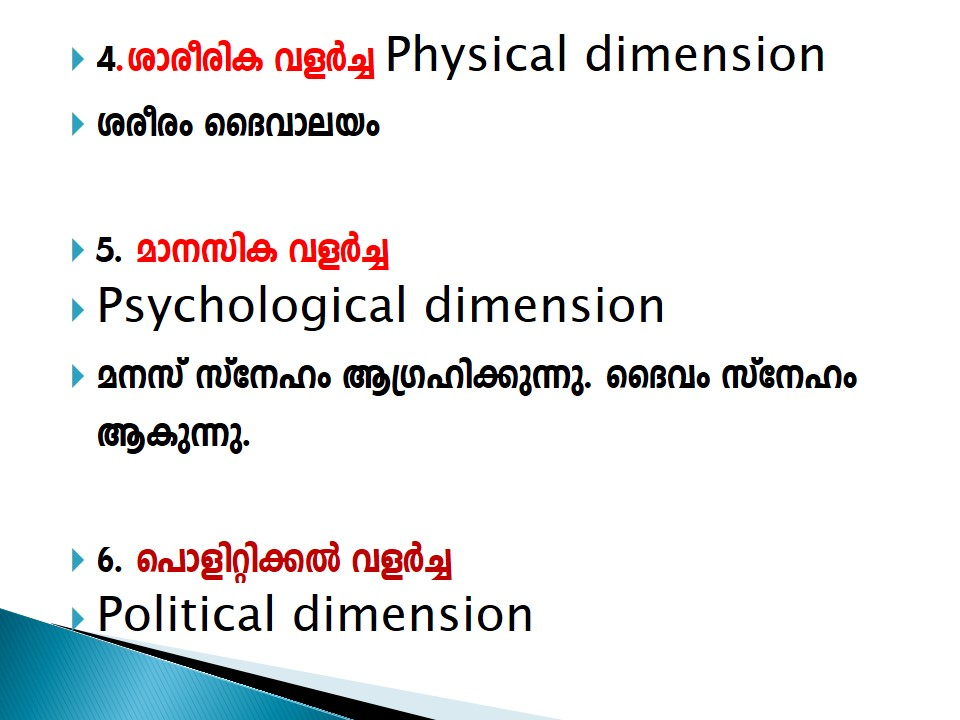 4.ശാരീരിക വളർച്ച Physical dimension
ശരീരം ദൈവാലയം
5. മാനസിക വളർച്ച
Psychological dimension
മനസ് സ്നേഹം ആഗ്രഹിക്കുന്നു. ദൈവം സ്നേഹം
ആകുന്നു.
6. പൊളിറ്റിക്കൽ വളർച്ച
Political dimension